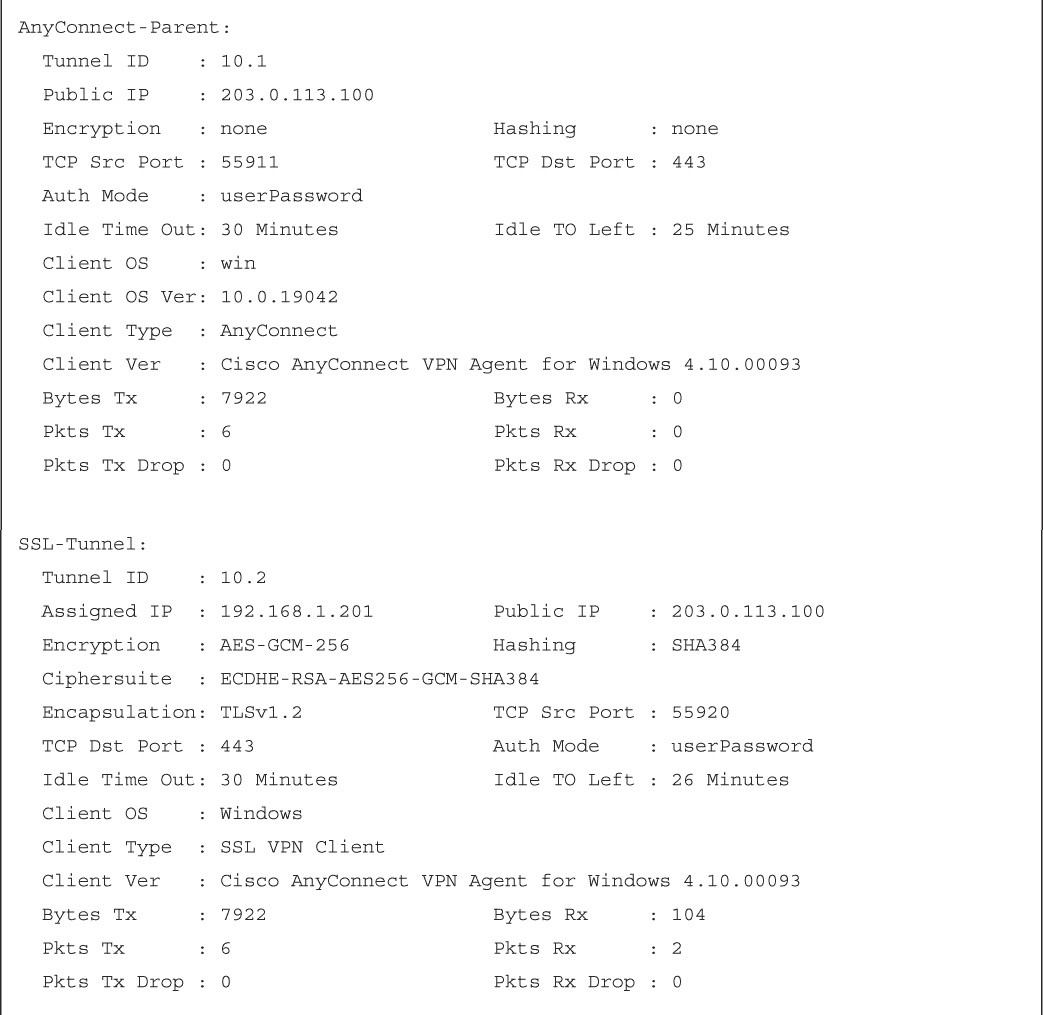 AnyConnect-Parent:
Tunnel ID    : 10.1
Public IP    : 203.0.113.100
Encryption   : none                   Hashing      : none
TCP Src Port : 55911                  TCP Dst Port : 443
Auth Mode    : userPassword
Idle Time Out: 30 Minutes             Idle TO Left : 25 Minutes
Client OS    : win
Client OS Ver: 10.0.19042
Client Type  : AnyConnect
Client Ver   : Cisco AnyConnect VPN Agent for Windows 4.10.00093
Bytes Tx     : 7922                   Bytes Rx     : 0
Pkts Tx      : 6                      Pkts Rx      : 0
Pkts Tx Drop : 0                      Pkts Rx Drop : 0
SSL-Tunnel:
Tunnel ID    : 10.2
Assigned IP  : 192.168.1.201          Public IP    : 203.0.113.100
Encryption   : AES-GCM-256            Hashing      : SHA384
Ciphersuite  : ECDHE-RSA-AES256-GCM-SHA384
Encapsulation: TLSv1.2                TCP Src Port : 55920
TCP Dst Port : 443                    Auth Mode    : userPassword
Idle Time Out: 30 Minutes             Idle TO Left : 26 Minutes
Client OS    : Windows
Client Type  : SSL VPN Client
Client Ver   : Cisco AnyConnect VPN Agent for Windows 4.10.00093
Bytes Tx     : 7922                   Bytes Rx     : 104
Pkts Tx      : 6                      Pkts Rx      : 2
Pkts Tx Drop : 0                      Pkts Rx Drop : 0